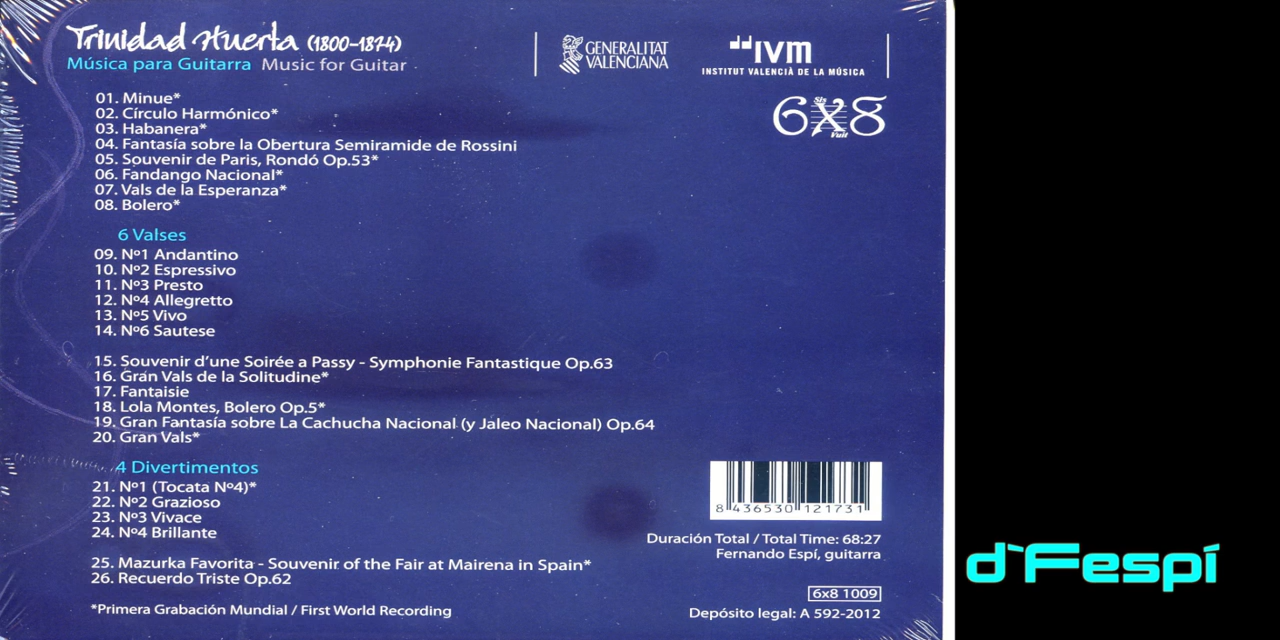 Trinidad Huerta (1800-1874)
Música para Guitarra Music for Guitar
GENERALITAT
VALENCIANA
IVM
INSTITUT VALENCIÀ DE LA MÚSICA
Sis
6x8
Vuit
01. Minue*
02. Círculo Harmónico*
03. Habanera*
04. Fantasía sobre la Obertura Semiramide de Rossini
05. Souvenir de Paris, Rondó Op.53*
06. Fandango Nacional*
07. Vals de la Esperanza*
08. Bolero*
6 Valses
09. Nº1 Andantino
10. Nº2 Espressivo
11. Nº3 Presto
12. Nº4 Allegretto
13. Nº5 Vivo
14. Nº6 Sautese
15. Souvenir d'une Soirée a Passy - Symphonie Fantastique Op.63
16. Gran Vals de la Solitudine*
17. Fantaisie
18. Lola Montes, Bolero Op.5*
19. Gran Fantasía sobre La Cachucha Nacional (y Jaleo Nacional) Op.64
20. Gran Vals*
4 Divertimentos
21. Nº1 (Tocata Nº4)*
22. Nº2 Grazioso
23. Nº3 Vivace
24. Nº4 Brillante
25. Mazurka Favorita - Souvenir of the Fair at Mairena in Spain*
26. Recuerdo Triste Op.62
*Primera Grabación Mundial / First World Recording
8 436530 121731
Duración Total / Total Time: 68:27
Fernando Espí, guitarra
6x8 1009
Depósito legal: A 592-2012
d`Fespí